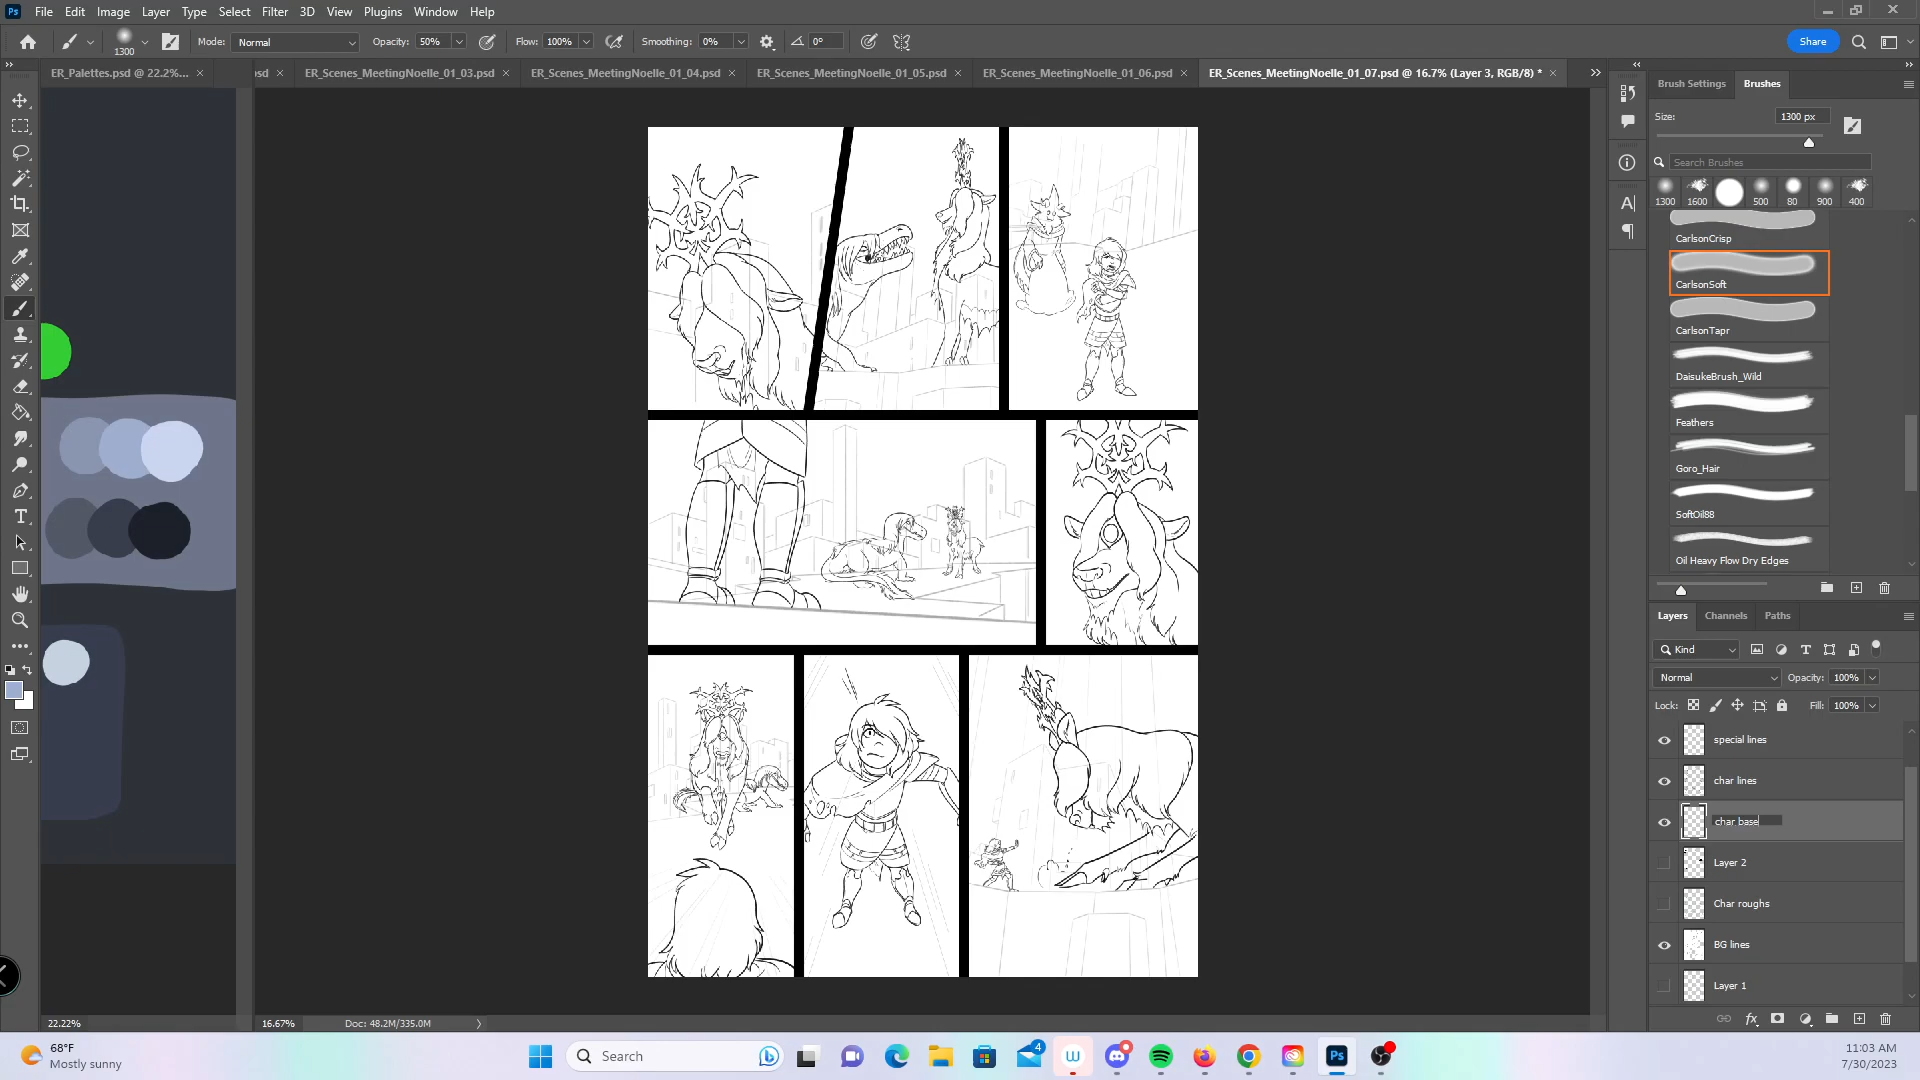 Ps File Edit Image Layer Type Select Filter 3D View Plugins Window Help
1300 Mode: Normal Opacity: 50% Flow: 100% Smoothing: 0% 0° Share
ER_Palettes.psd @ 22.2%... × psd × ER_Scenes_MeetingNoelle_01_03.psd × ER_Scenes_MeetingNoelle_01_04.psd × ER_Scenes_MeetingNoelle_01_05.psd × ER_Scenes_MeetingNoelle_01_06.psd × ER_Scenes_MeetingNoelle_01_07.psd @ 16.7% (Layer 3, RGB/8) * ×
Brush Settings Brushes
Size: 1300 px
Search Brushes
1300 1600 500 80 900 400
CarlsonCrisp
CarlsonSoft
CarlsonTapr
DaisukeBrush_Wild
Feathers
Goro_Hair
SoftOil88
Oil Heavy Flow Dry Edges
Layers Channels Paths
Kind
Normal Opacity: 100%
Lock: Fill: 100%
special lines
char lines
char base
Layer 2
Char roughs
BG lines
Layer 1
22.22% 16.67% Doc: 48.2M/335.0M
68°F
Mostly sunny
Search
4
Ps
11:03 AM
7/30/2023